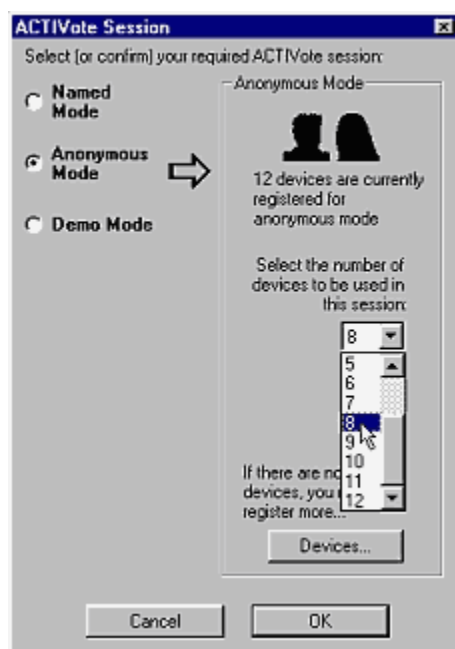 ACTIVote Session
Select (or confirm) your required ACTIVote session:
Named
Mode
Anonymous
Mode
Demo Mode
Anonymous Mode
12 devices are currently
registered for
anonymous mode
Select the number of
devices to be used in
this session:
8
5
6
7
8
9
10
11
12
If there are
devices, you
register more...
Devices...
Cancel
OK